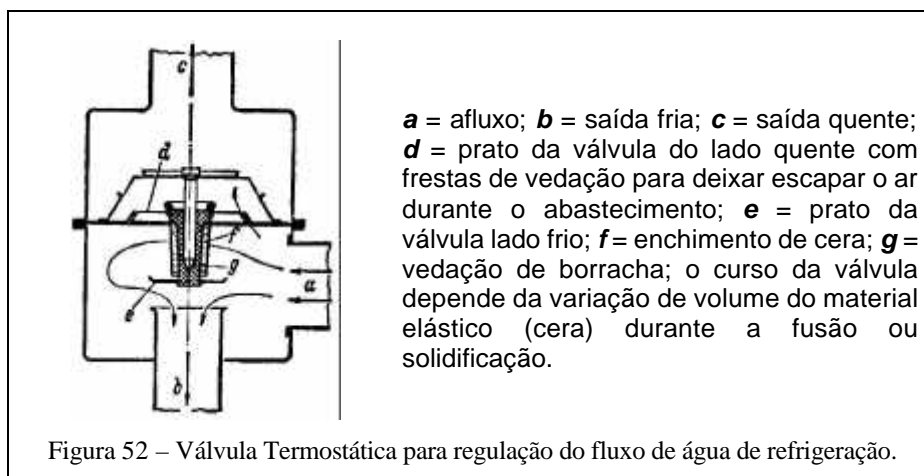 c
d
f
g
a
e
b
a = afluxo; b = saída fria; c = saída quente;
d = prato da válvula do lado quente com
frestas de vedação para deixar escapar o ar
durante o abastecimento; e = prato da
válvula lado frio; f = enchimento de cera; g =
vedação de borracha; o curso da válvula
depende da variação de volume do material
elástico (cera) durante a fusão ou
solidificação.
Figura 52 – Válvula Termostática para regulação do fluxo de água de refrigeração.